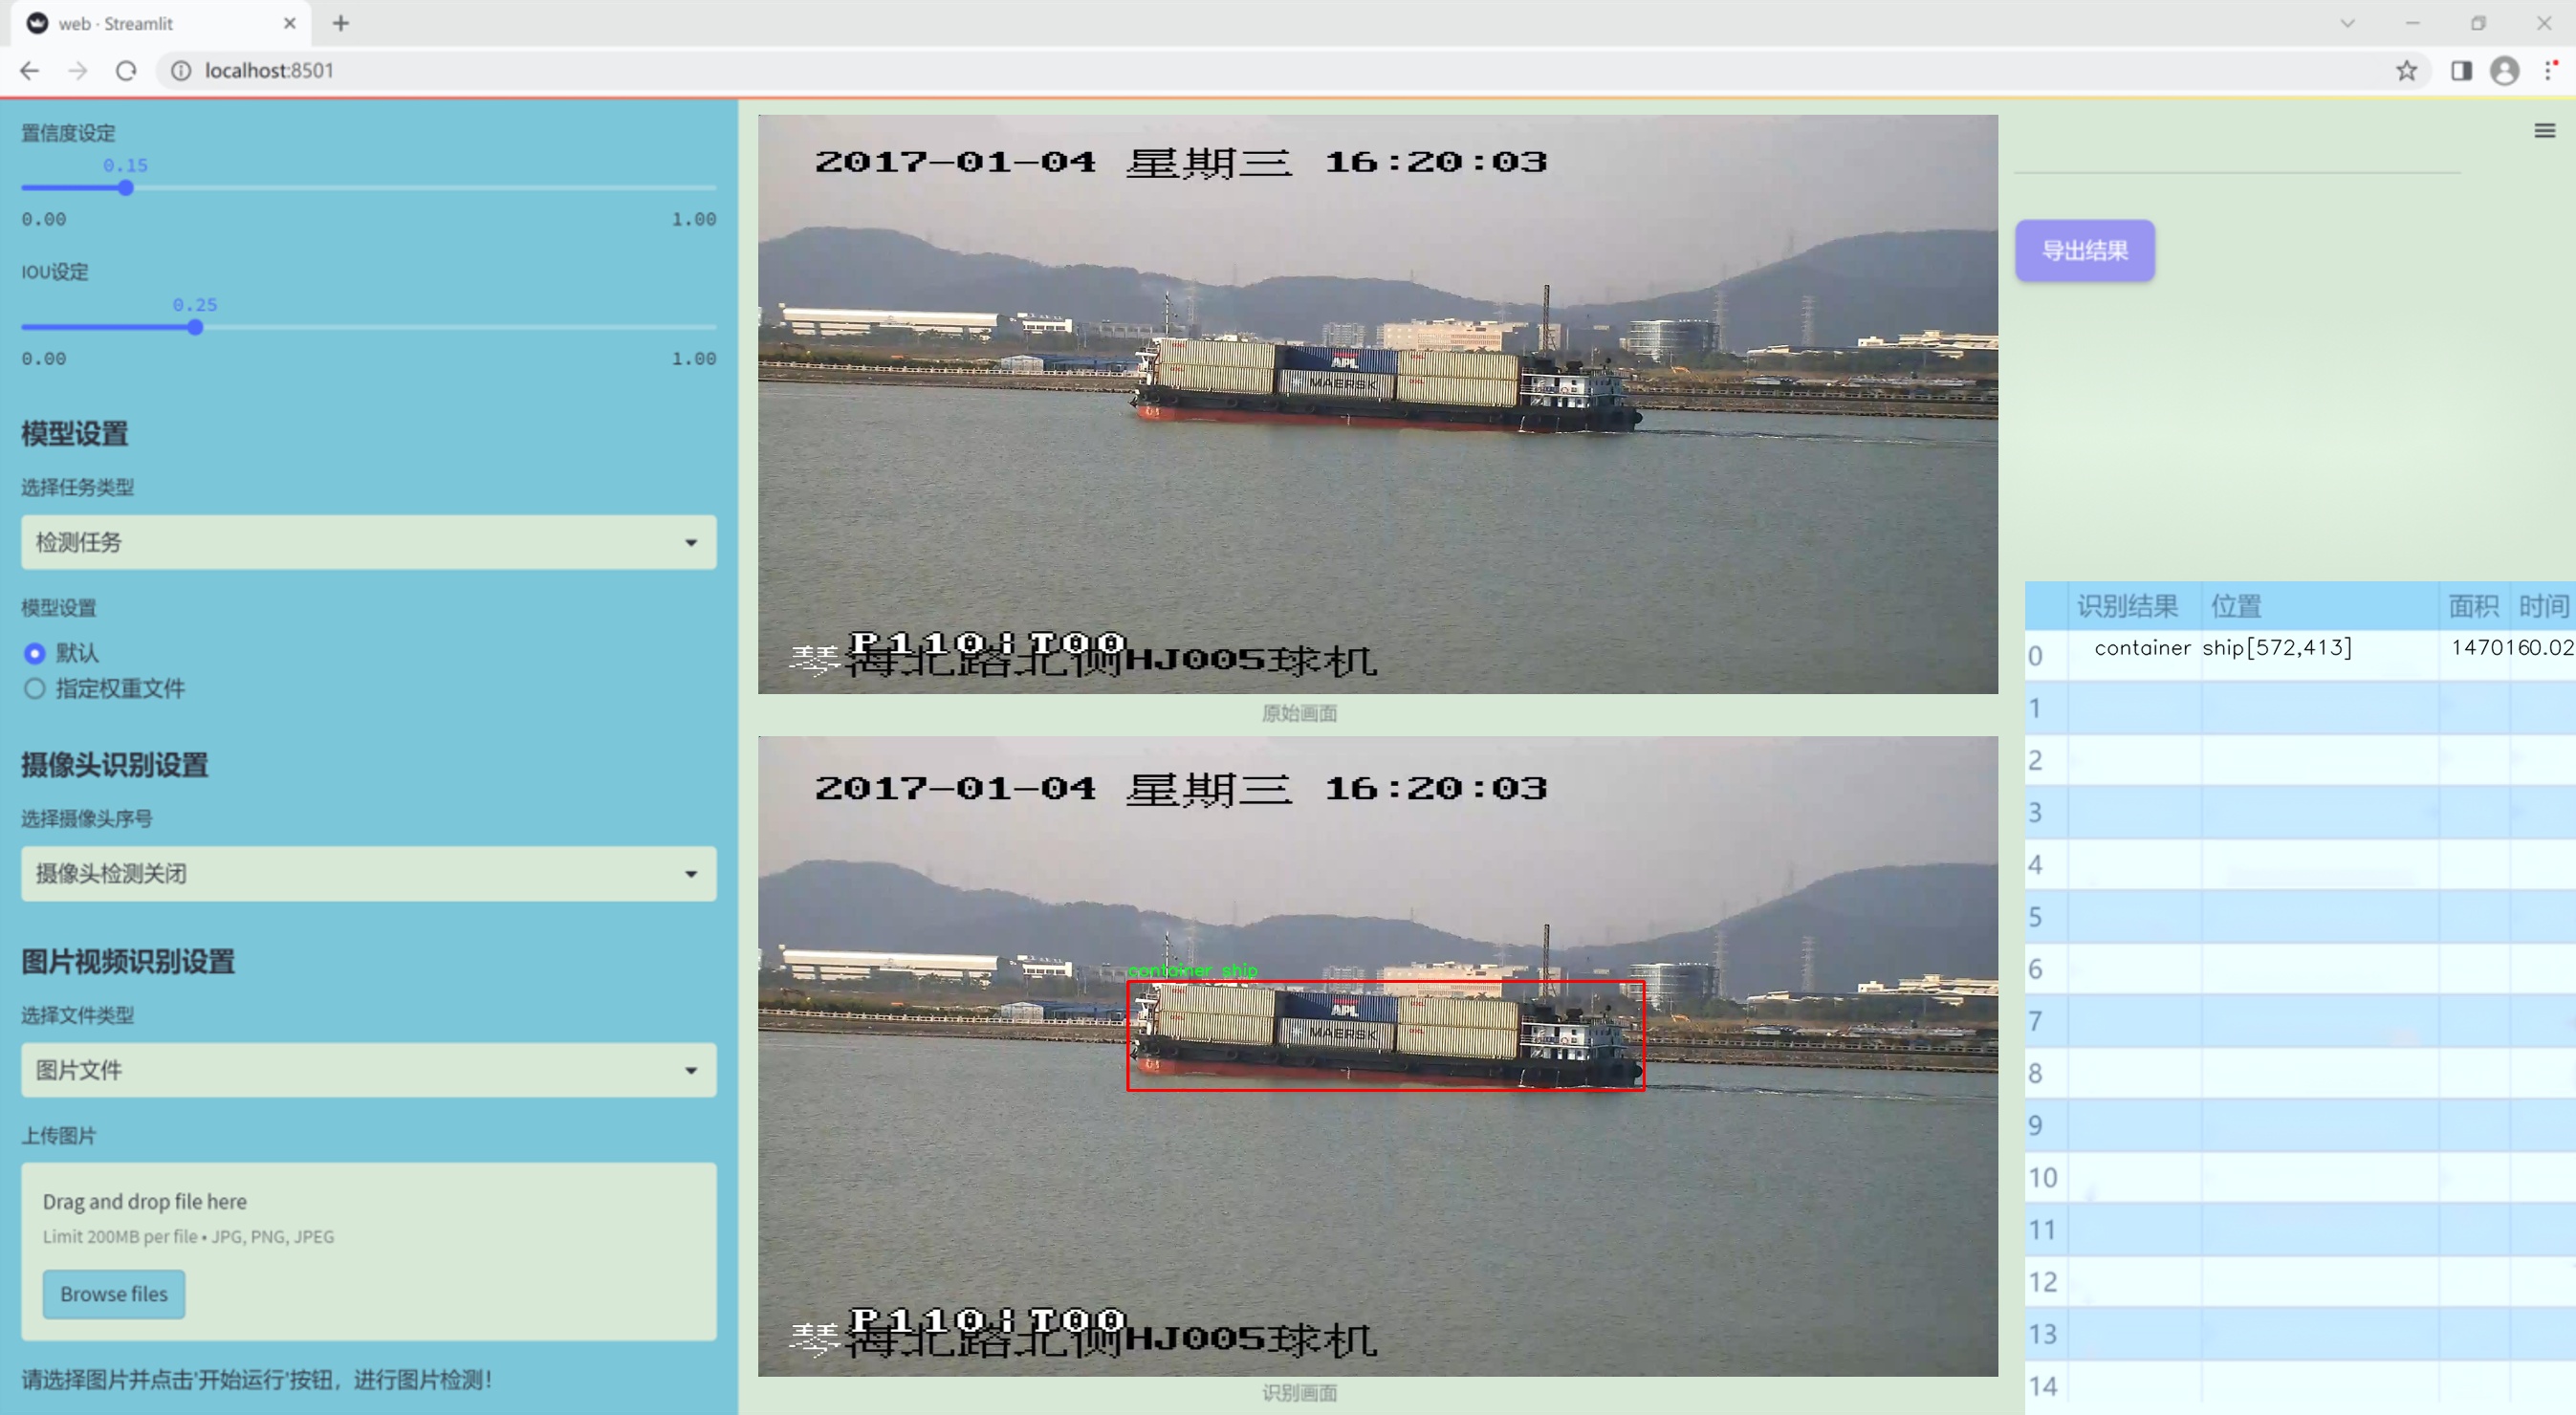 web · Streamlit
localhost:8501
置信度设定
0.15
0.00 1.00
IOU设定
0.25
0.00 1.00
模型设置
选择任务类型
检测任务
模型设置
默认
指定权重文件
摄像头识别设置
选择摄像头序号
摄像头检测关闭
图片视频识别设置
选择文件类型
图片文件
上传图片
Drag and drop file here
Limit 200MB per file • JPG, PNG, JPEG
Browse files
请选择图片并点击'开始运行'按钮，进行图片检测！
2017-01-04 星期三 16:20:03
APL
MAERSK
P110:T00
琴海北路北侧HJ005球机
原始画面
2017-01-04 星期三 16:20:03
container ship
APL
MAERSK
P110:T00
琴海北路北侧HJ005球机
识别画面
导出结果
识别结果 位置 面积 时间
0 container ship[572,413] 1470160.02
1
2
3
4
5
6
7
8
9
10
11
12
13
14